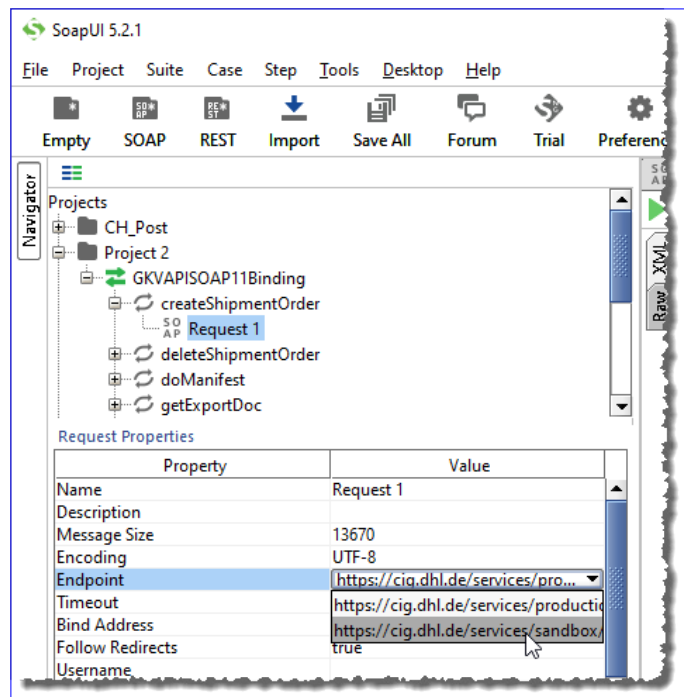 SoapUI 5.2.1
File Project Suite Case Step Tools Desktop Help
Empty SOAP REST Import Save All Forum Trial Preferenc
Navigator
Projects
CH_Post
Project 2
GKVAPISOAP11Binding
createShipmentOrder
SOAP Request 1
deleteShipmentOrder
doManifest
getExportDoc
XML
Raw
Request Properties
Property Value
Name Request 1
Description
Message Size 13670
Encoding UTF-8
Endpoint https://cig.dhl.de/services/pro...
Timeout https://cig.dhl.de/services/productio
Bind Address https://cig.dhl.de/services/sandbox/
Follow Redirects true
Username